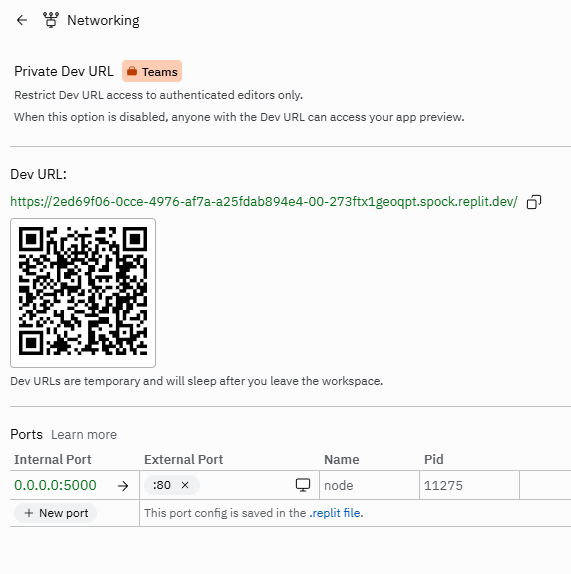 Networking
Private Dev URL Teams
Restrict Dev URL access to authenticated editors only.
When this option is disabled, anyone with the Dev URL can access your app preview.
Dev URL:
https://2ed69f06-0cce-4976-af7a-a25fdab894e4-00-273ftx1geoqpt.spock.replit.dev/
Dev URLs are temporary and will sleep after you leave the workspace.
Ports Learn more
Internal Port External Port Name Pid
0.0.0.0:5000 → :80 × node 11275
+ New port This port config is saved in the .replit file.